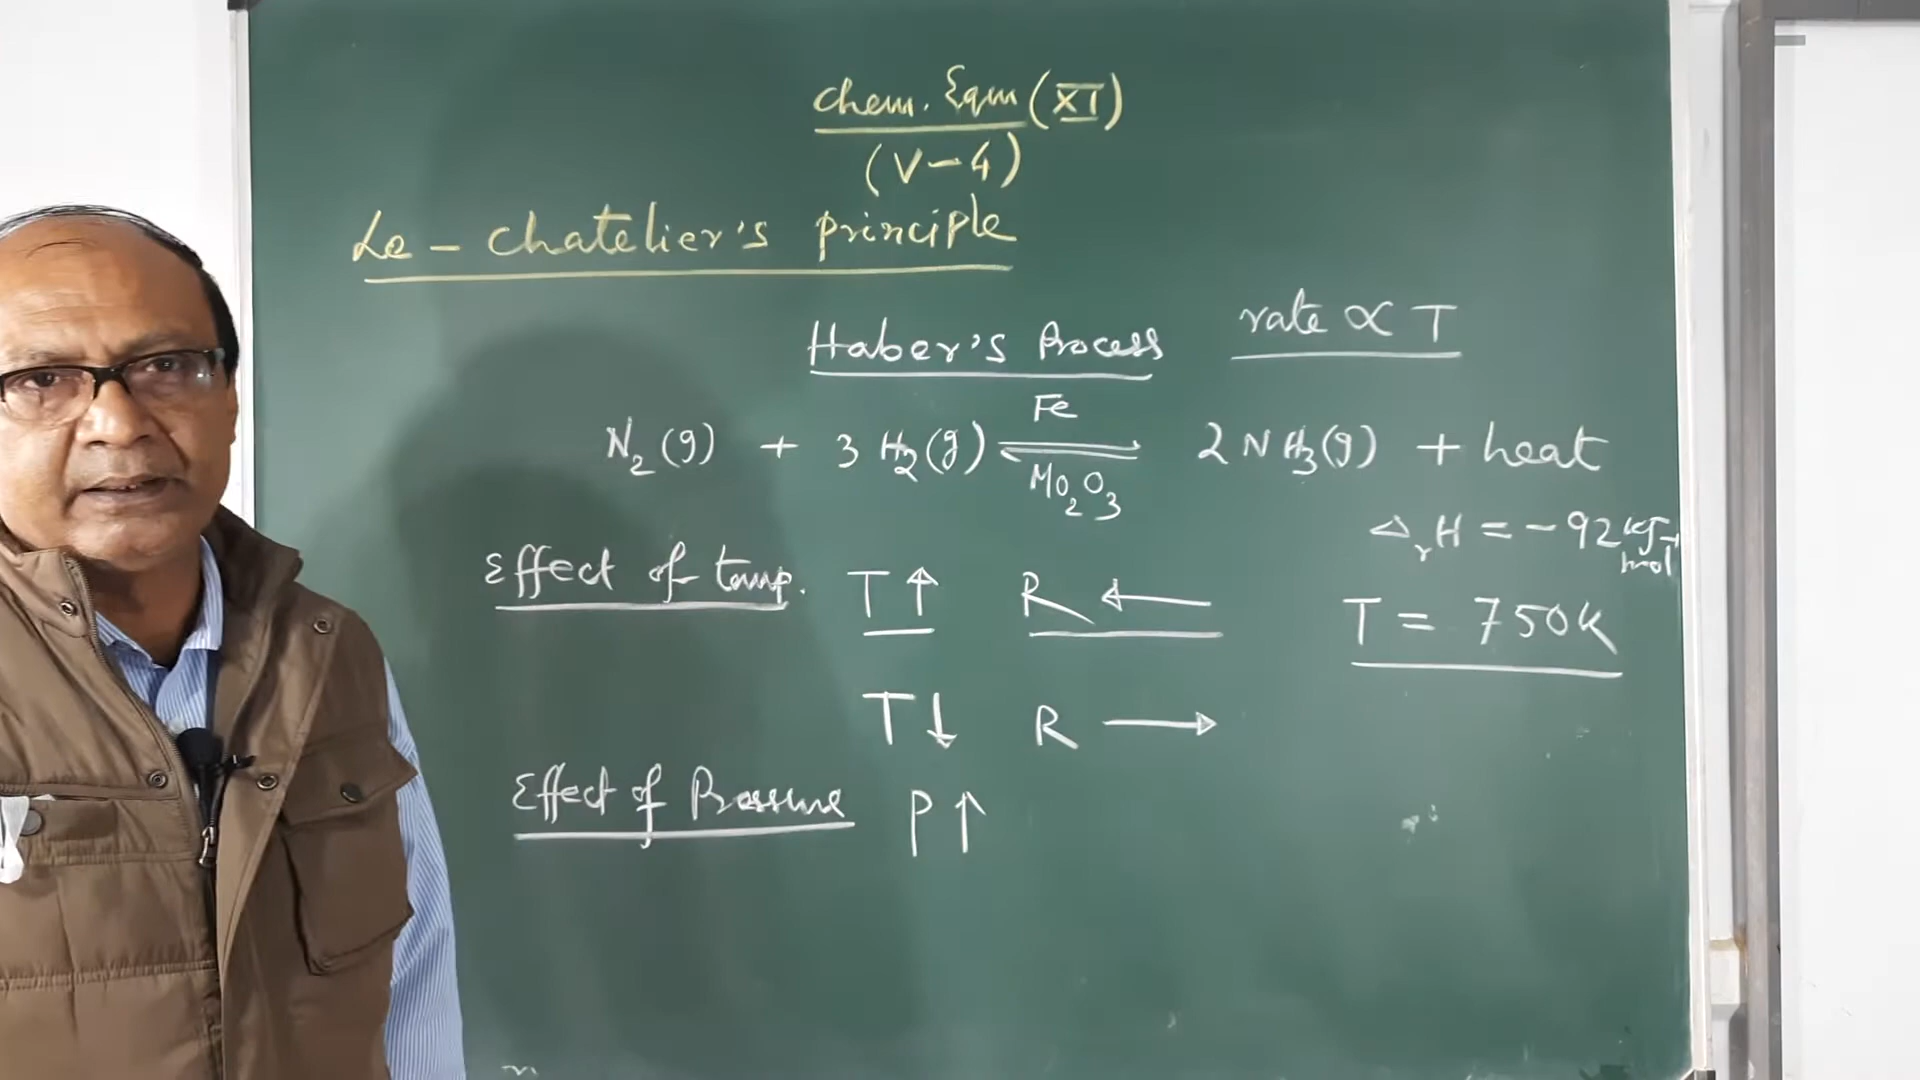 chem. Eqm (XI)
(V-4)
Le-chatelier's principle
Haber's Process
rate ∝ T
Fe
N₂(g) + 3H₂(g) ⇌ 2NH₃(g) + heat
Mo₂O₃
ΔᵣH = -92 kJ
mol⁻¹
Effect of temp. T↑ R ←
T = 750K
T↓ R →
Effect of Pressure P↑